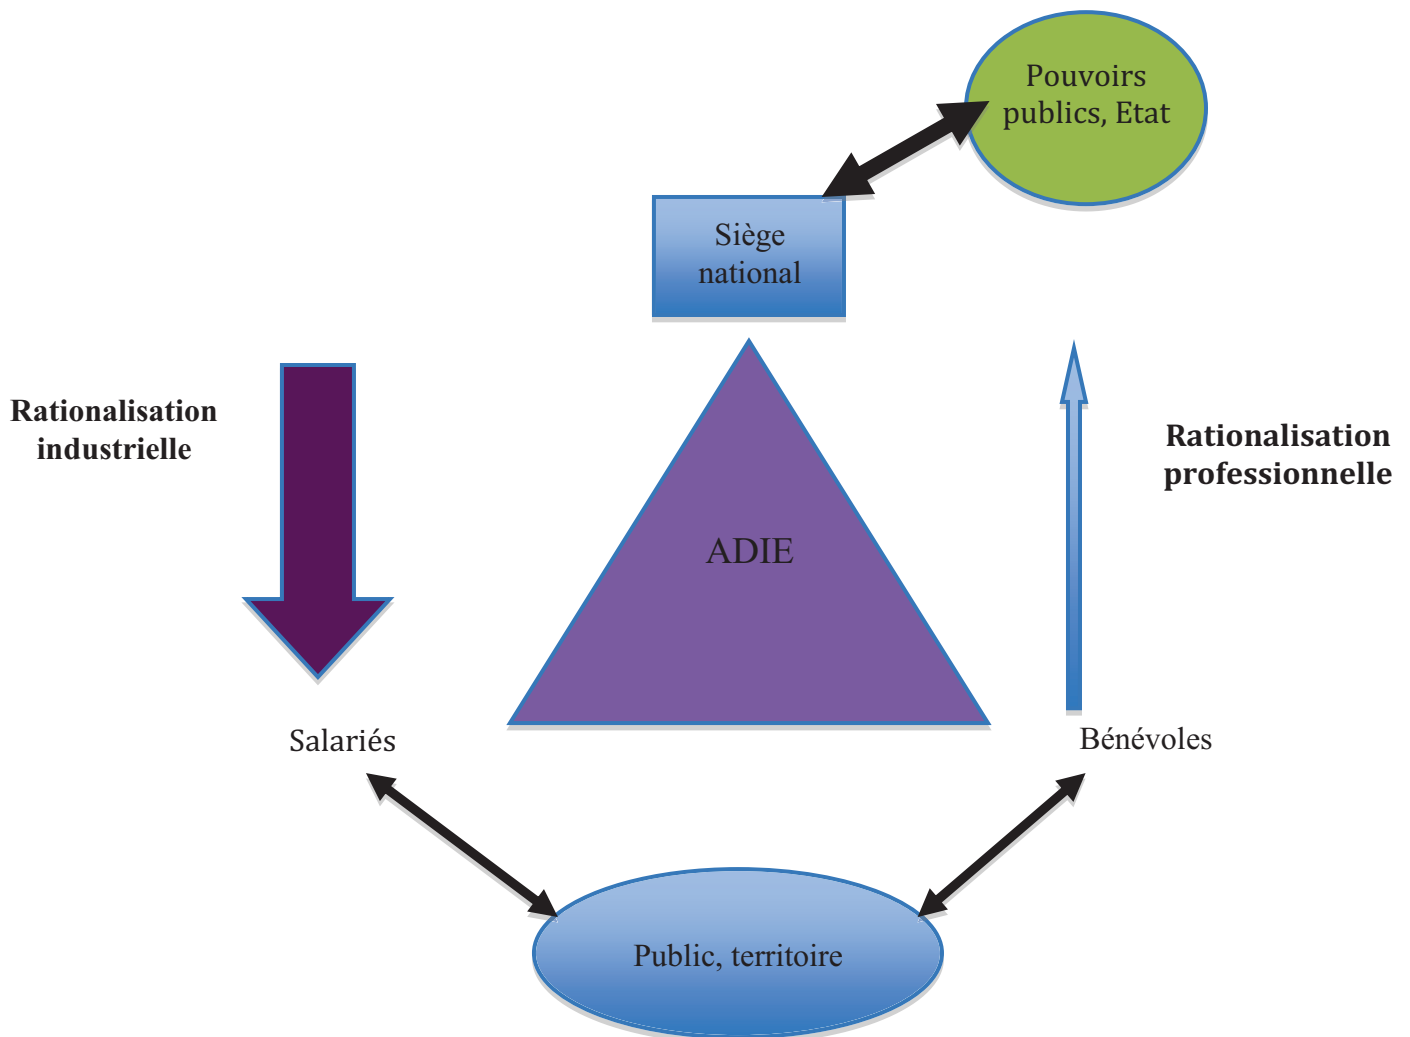 Pouvoirs
publics, Etat
Siège
national
Rationalisation
industrielle
Rationalisation
professionnelle
ADIE
Salariés
Bénévoles
Public, territoire